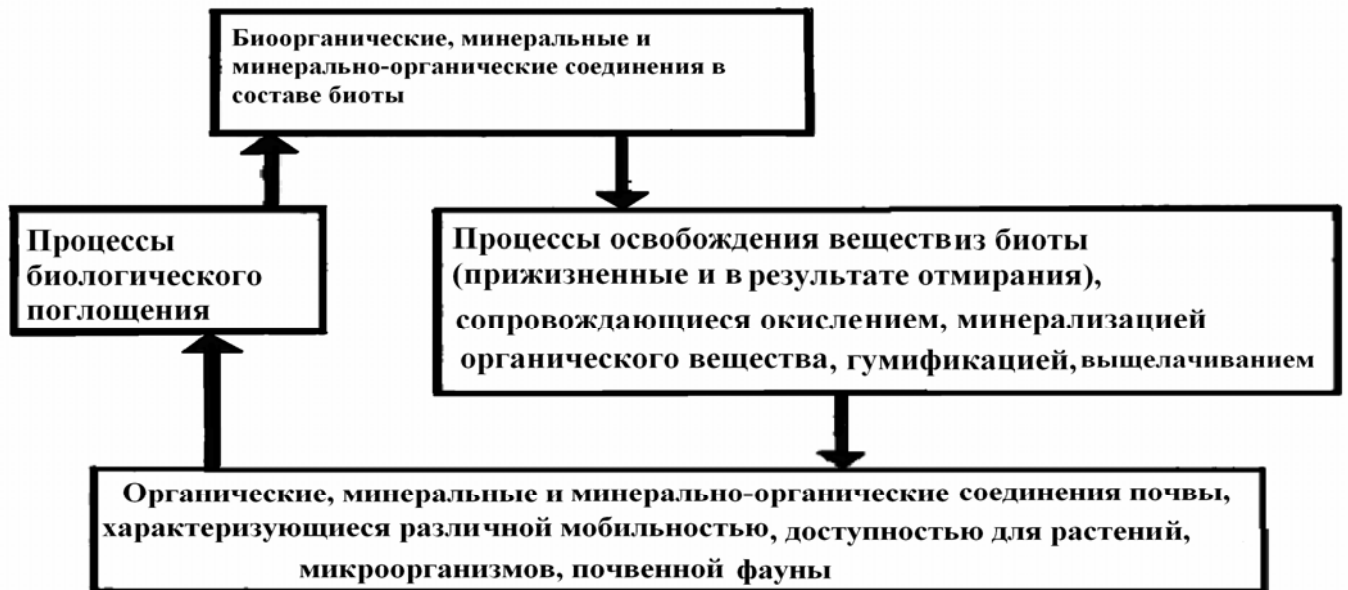 Биоорганические, минеральные и
минерально-органические соединения в
составе биоты
Процессы
биологического
поглощения
Процессы освобождения веществиз биоты
(прижизненные и в результате отмирания),
сопровождающиеся окислением, минерализацией
органического вещества, гумификацией, выщелачиванием
Органические, минеральные и минерально-органические соединения почвы,
характеризующиеся различной мобильностью, доступностью для растений,
микроорганизмов, почвенной фауны